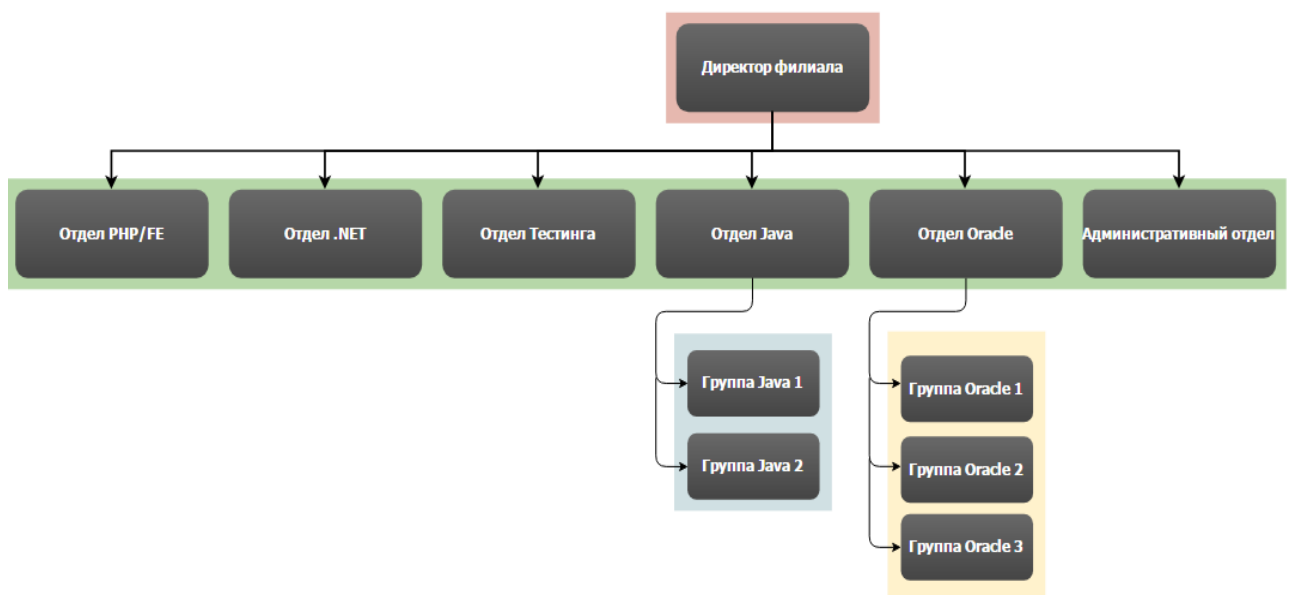 Директор филиала
Отдел PHP/FE
Отдел .NET
Отдел Тестинга
Отдел Java
Отдел Oracle
Административный отдел
Группа Java 1
Группа Java 2
Группа Oracle 1
Группа Oracle 2
Группа Oracle 3